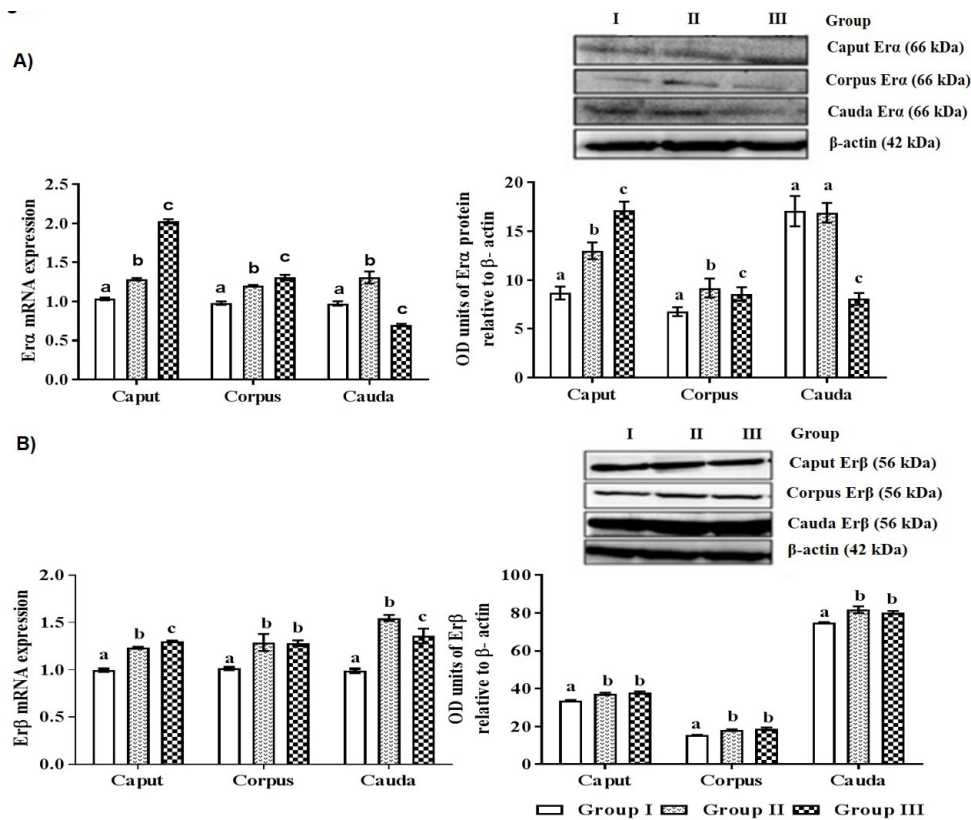 I II III Group
A)
Caput Erα (66 kDa)
Corpus Erα (66 kDa)
Cauda Erα (66 kDa)
β-actin (42 kDa)
Erα mRNA expression
2.5
2.0
1.5
1.0
0.5
0.0
a b c a b c a b c
Caput Corpus Cauda
OD units of Erα protein
relative to β- actin
20
15
10
5
0
a b c a b c a a c
Caput Corpus Cauda
B)
I II III Group
Caput Erβ (56 kDa)
Corpus Erβ (56 kDa)
Cauda Erβ (56 kDa)
β-actin (42 kDa)
Erβ mRNA expression
2.0
1.5
1.0
0.5
0.0
a b c a b b a b c
Caput Corpus Cauda
OD units of Erβ
relative to β- actin
100
80
60
40
20
0
a b b a b b a b b
Caput Corpus Cauda
Group I Group II Group III